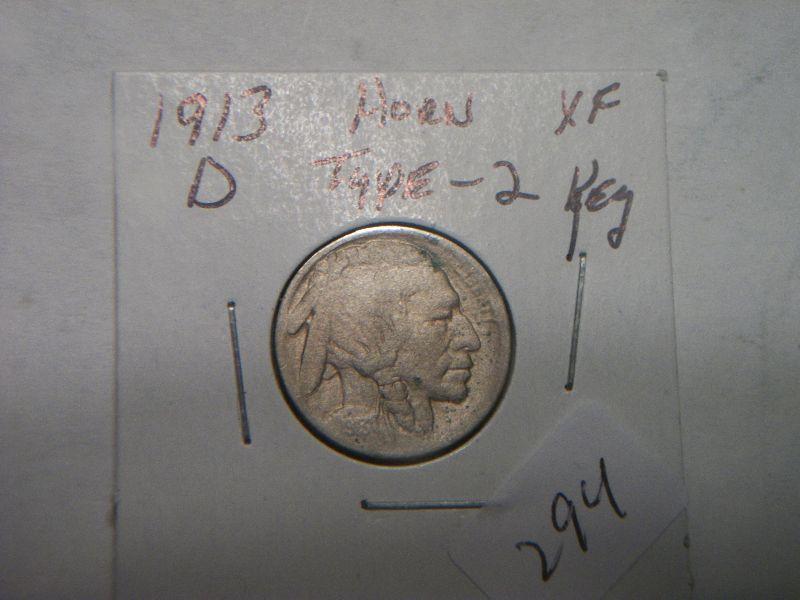 1913 HORN XF
D TYPE-2 Key
294